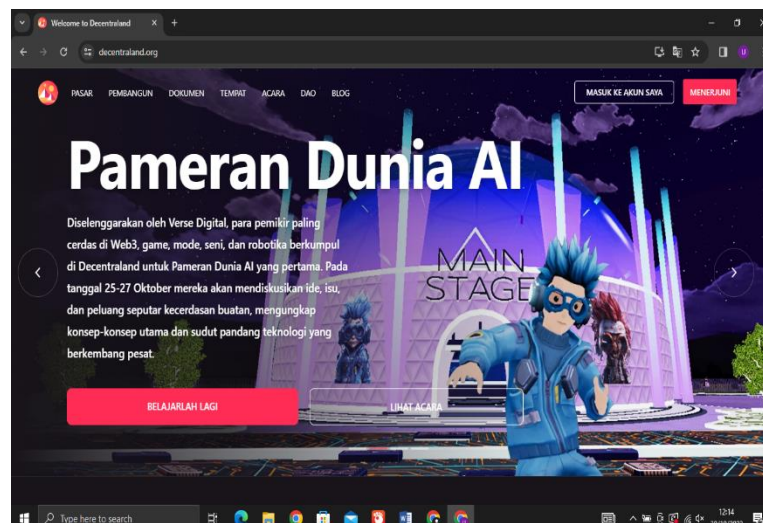 Welcome to Decentraland
decentraland.org
PASAR PEMBANGUN DOKUMEN TEMPAT ACARA DAO BLOG
MASUK KE AKUN SAYA
MENERJUNI
Pameran Dunia AI
Diselenggarakan oleh Verse Digital, para pemikir paling
cerdas di Web3, game, mode, seni, dan robotika berkumpul
di Decentraland untuk Pameran Dunia AI yang pertama. Pada
tanggal 25-27 Oktober mereka akan mendiskusikan ide, isu,
dan peluang seputar kecerdasan buatan, mengungkap
konsep-konsep utama dan sudut pandang teknologi yang
berkembang pesat.
MAIN
STAGE
BELAJARLAH LAGI
LIHAT ACARA
Type here to search
12:14